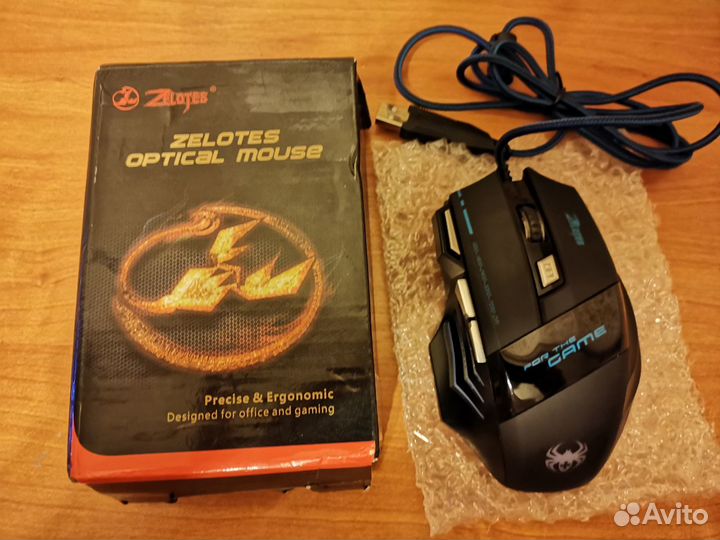 ZELOTES®
ZELOTES
OPTICAL MOUSE
Precise & Ergonomic
Designed for office and gaming
FOR THE
GAME
Avito